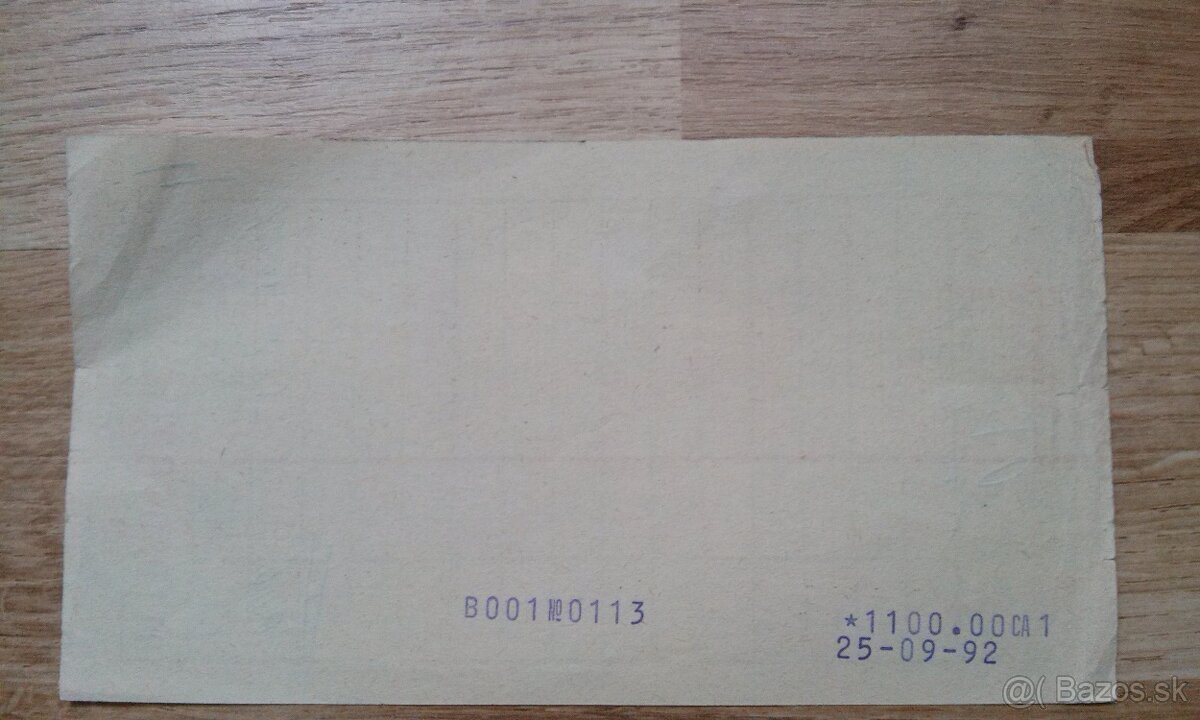 B001№0113
*1100.00CA1
25-09-92
@( Bazos.sk